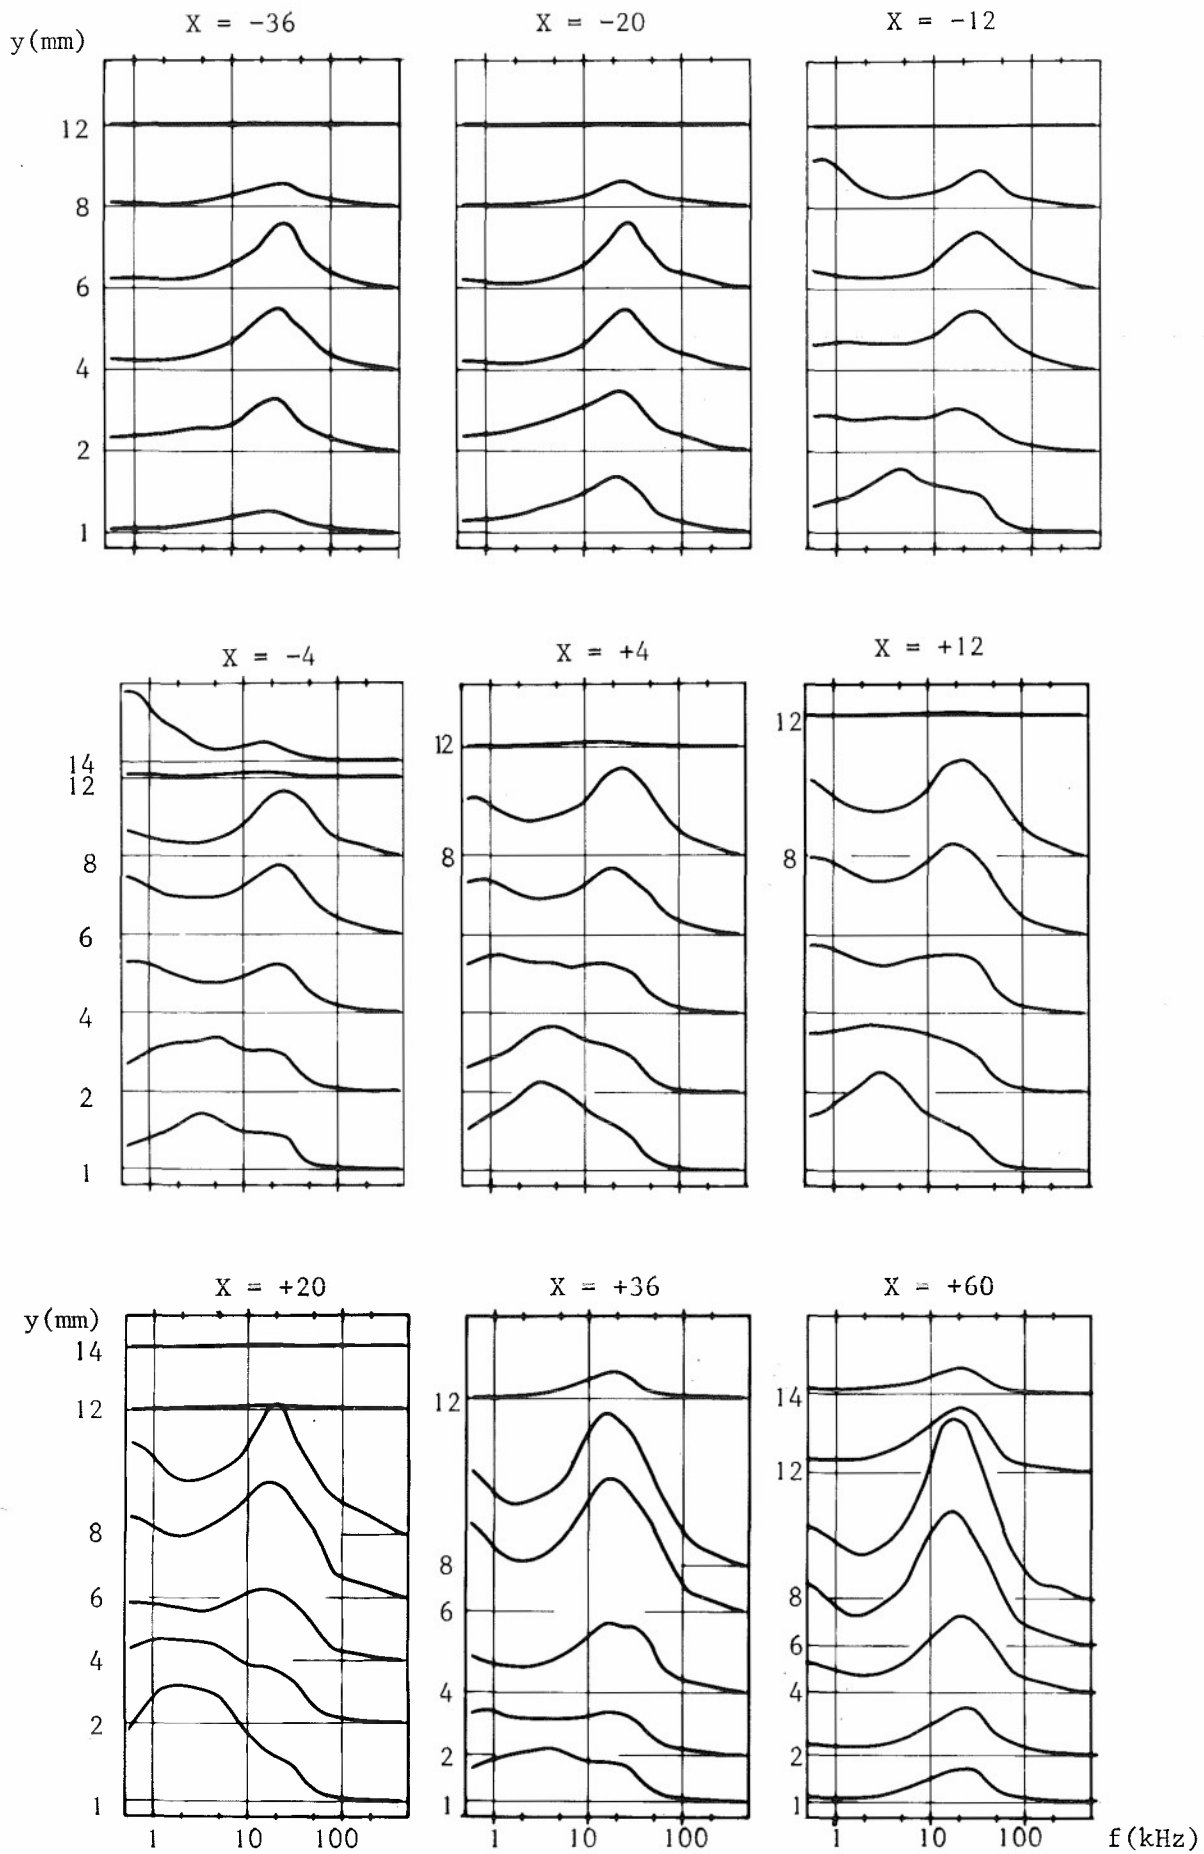 X = -36
X = -20
X = -12
y(mm)
12
8
6
4
2
1
X = -4
X = +4
X = +12
14
12
8
6
4
2
1
12
8
12
8
X = +20
X = +36
X = +60
y(mm)
14
12
8
6
4
2
1
12
8
6
4
2
1
14
12
8
6
4
2
1
1 10 100
1 10 100
1 10 100 f(kHz)